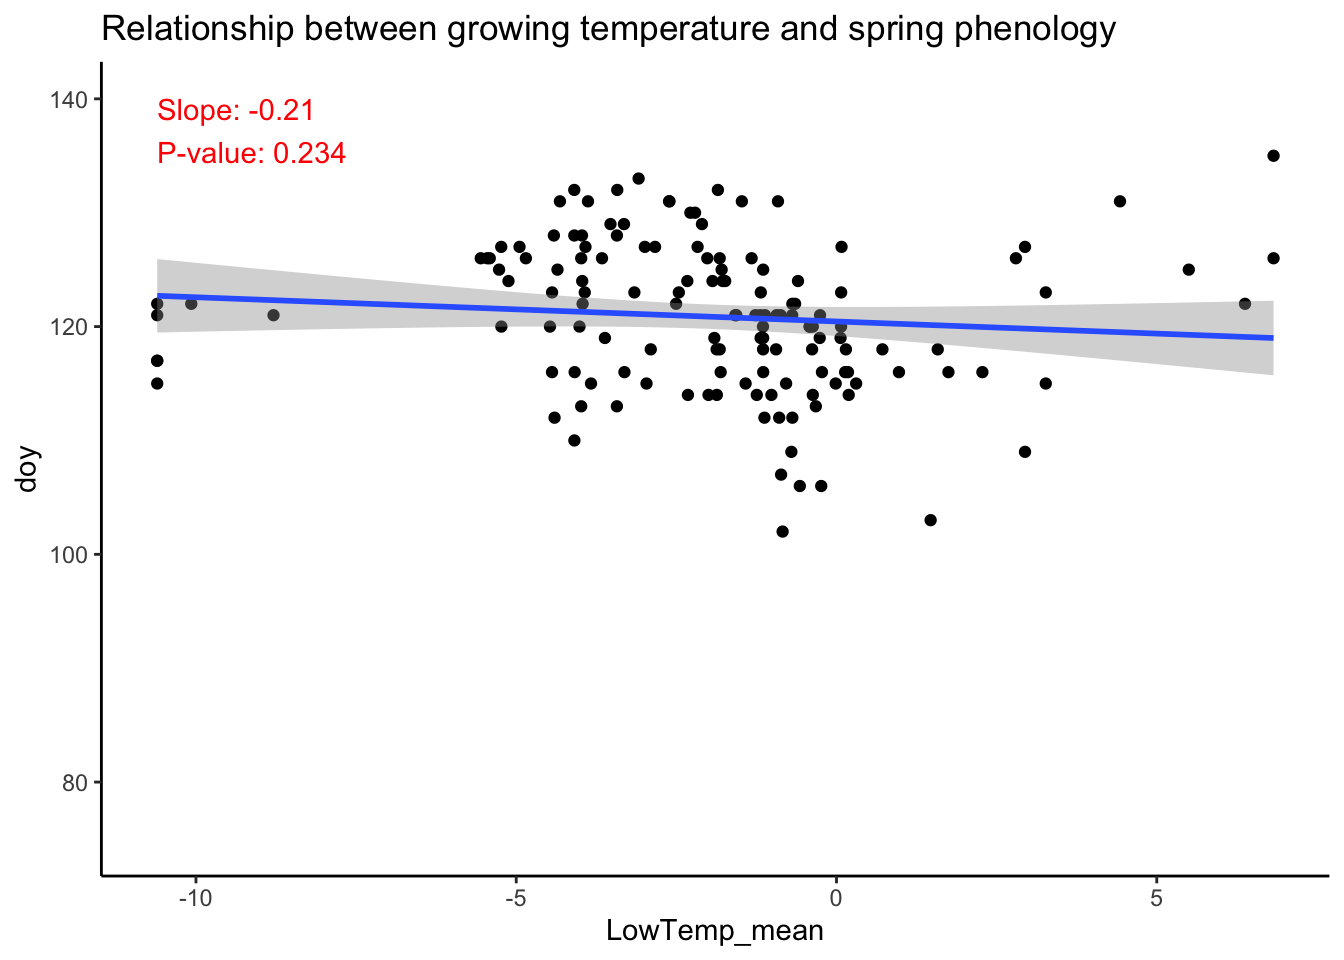 Relationship between growing temperature and spring phenology
140
Slope: -0.21
P-value: 0.234
120
doy
100
80
-10 -5 0 5
LowTemp_mean